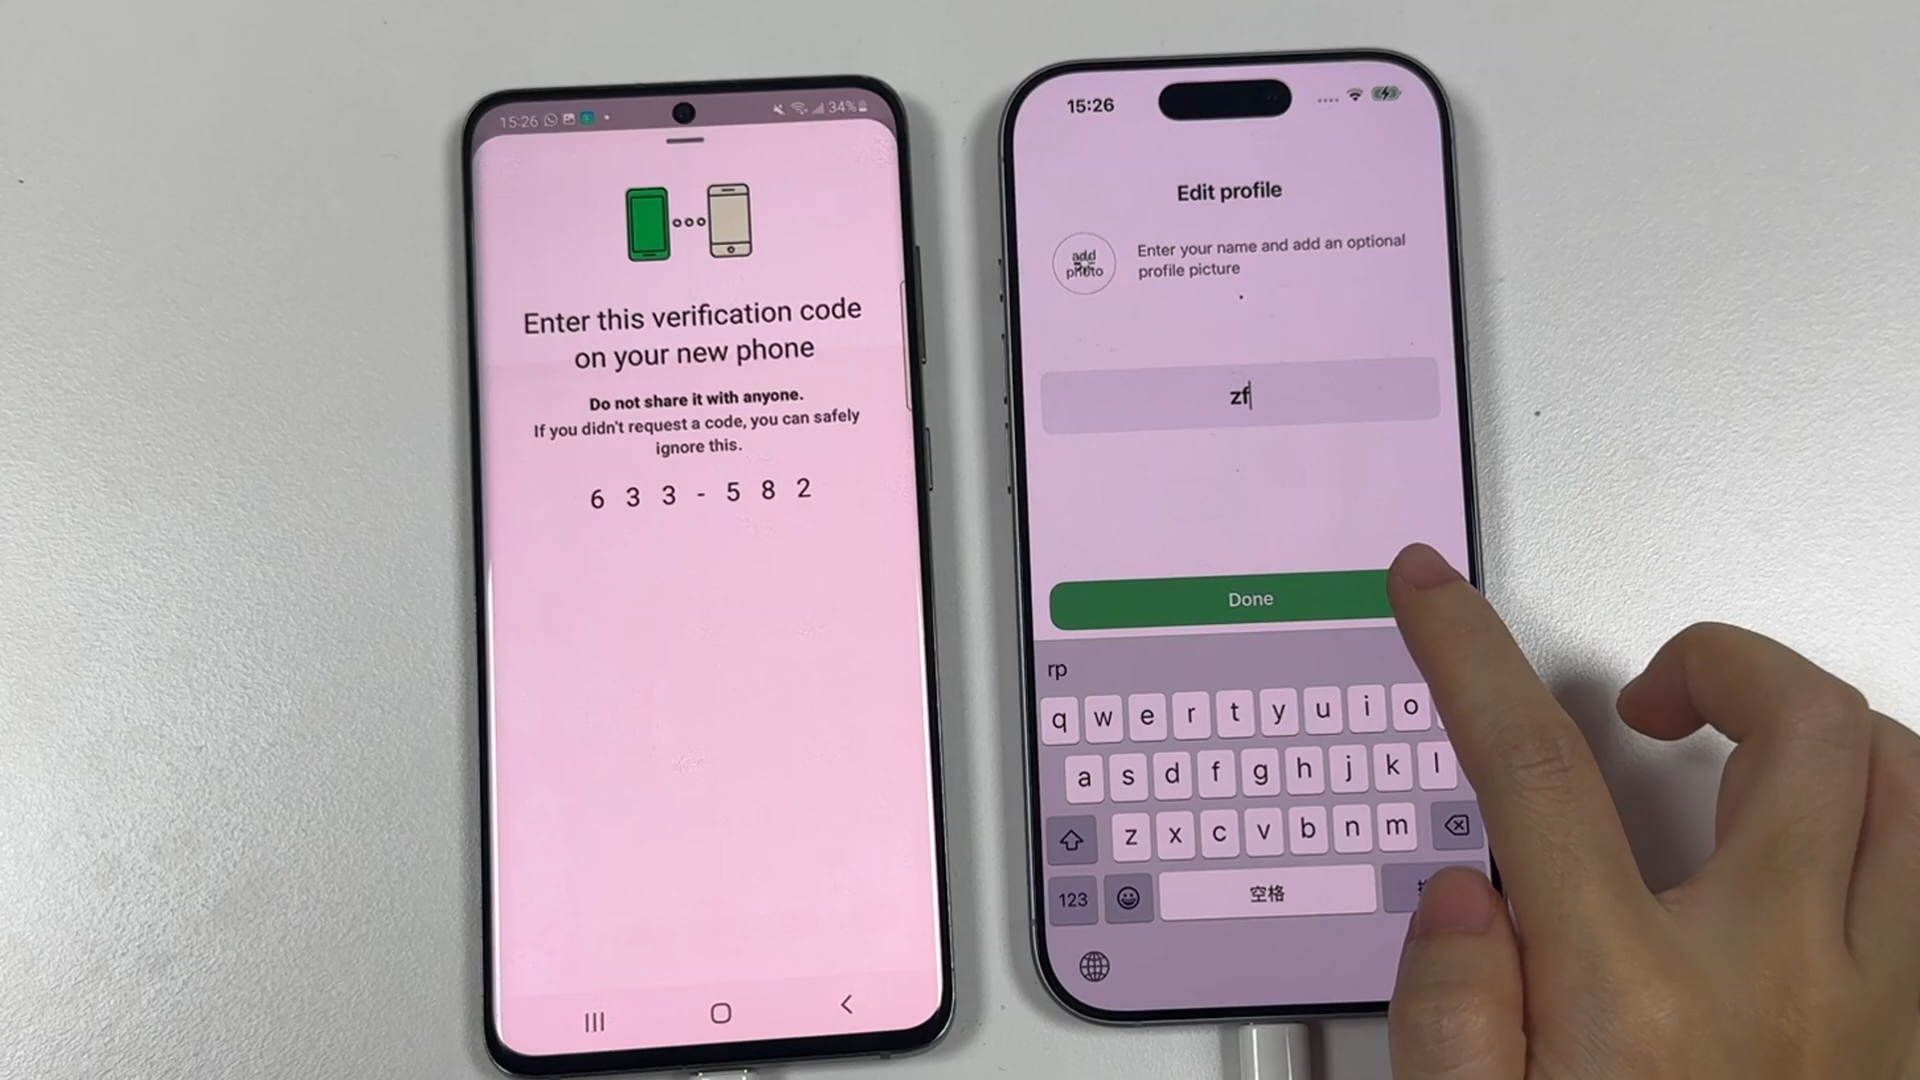 15:26
34%
Enter this verification code
on your new phone
Do not share it with anyone.
If you didn't request a code, you can safely
ignore this.
6 3 3 - 5 8 2
15:26
Edit profile
add
photo
Enter your name and add an optional
profile picture
zf
Done
rp
q w e r t y u i o
a s d f g h j k l
z x c v b n m
123
空格